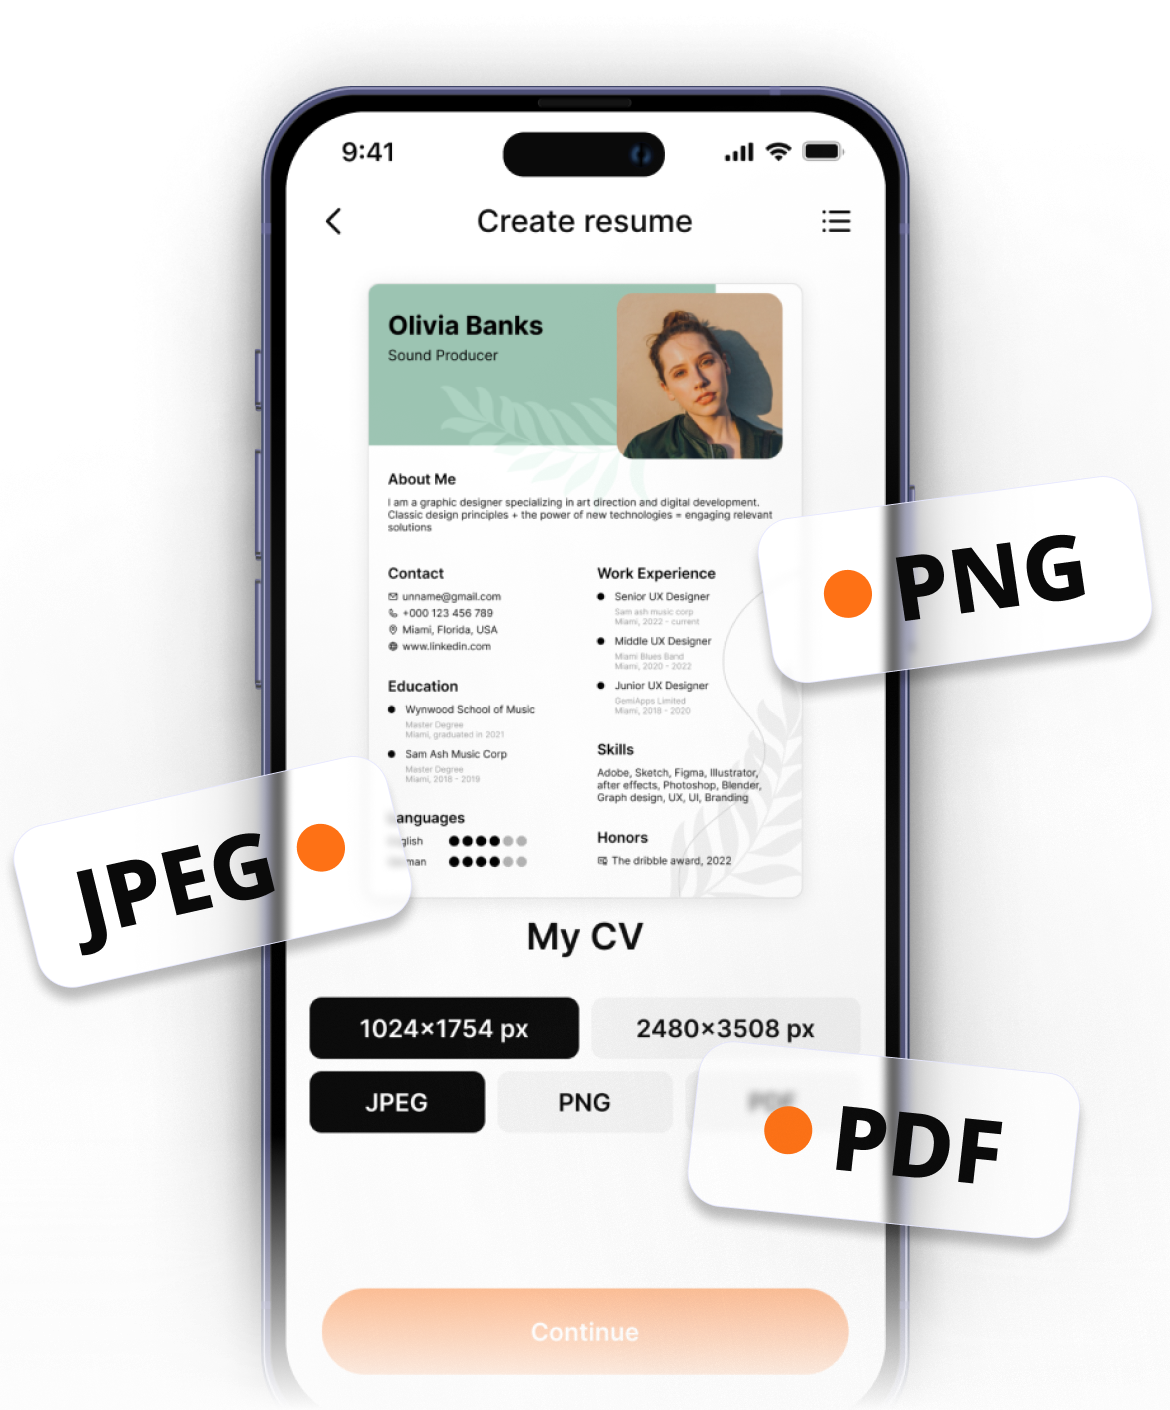 9:41
Create resume
Olivia Banks
Sound Producer
About Me
I am a graphic designer specializing in art direction and digital development.
Classic design principles + the power of new technologies = engaging relevant
solutions
Contact
unname@gmail.com
+000 123 456 789
Miami, Florida, USA
www.linkedin.com
Education
Wynwood School of Music
Master Degree
Miami, graduated in 2021
Sam Ash Music Corp
Master Degree
Miami, 2018 - 2019
anguages
glish
man
Work Experience
Senior UX Designer
Sam ash music corp
Miami, 2022 - current
Middle UX Designer
Miami Blues Band
Miami, 2020 - 2022
Junior UX Designer
GemiApps Limited
Miami, 2018 - 2020
Skills
Adobe, Sketch, Figma, Illustrator,
after effects, Photoshop, Blender,
Graph design, UX, UI, Branding
Honors
The dribble award, 2022
PNG
JPEG
My CV
1024×1754 px
2480×3508 px
JPEG
PNG
PDF
PDF
Continue